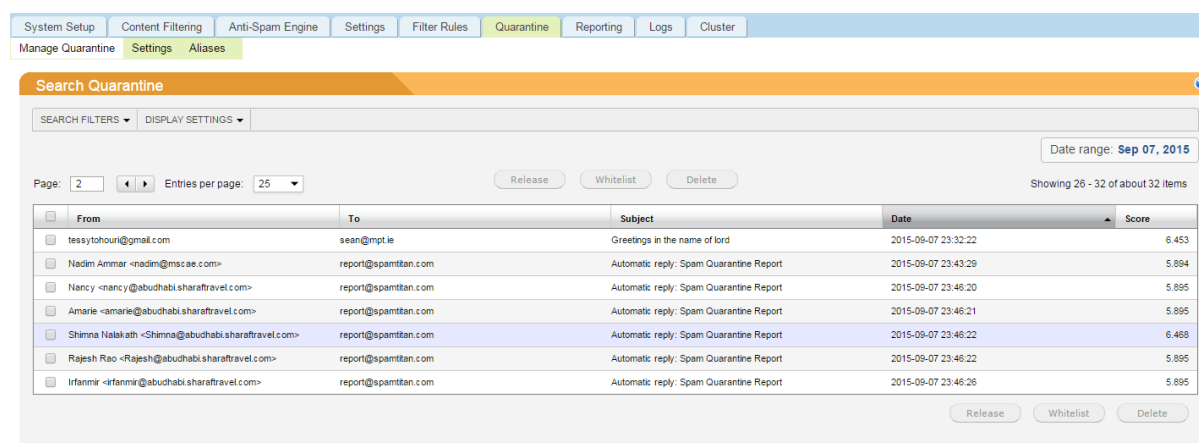 System Setup Content Filtering Anti-Spam Engine Settings Filter Rules Quarantine Reporting Logs Cluster
Manage Quarantine Settings Aliases
Search Quarantine
SEARCH FILTERS DISPLAY SETTINGS
Date range: Sep 07, 2015
Page: 2 Entries per page: 25 Release Whitelist Delete Showing 26 - 32 of about 32 items
From To Subject Date Score
tessytohouri@gmail.com sean@mpt.ie Greetings in the name of lord 2015-09-07 23:32:22 6.453
Nadim Ammar <nadim@mscae.com> report@spamtitan.com Automatic reply: Spam Quarantine Report 2015-09-07 23:43:29 5.894
Nancy <nancy@abudhabi.sharaftravel.com> report@spamtitan.com Automatic reply: Spam Quarantine Report 2015-09-07 23:46:20 5.895
Amarie <amarie@abudhabi.sharaftravel.com> report@spamtitan.com Automatic reply: Spam Quarantine Report 2015-09-07 23:46:21 5.895
Shimna Nalakath <Shimna@abudhabi.sharaftravel.com> report@spamtitan.com Automatic reply: Spam Quarantine Report 2015-09-07 23:46:22 6.468
Rajesh Rao <Rajesh@abudhabi.sharaftravel.com> report@spamtitan.com Automatic reply: Spam Quarantine Report 2015-09-07 23:46:22 5.895
Irfanmir <irfanmir@abudhabi.sharaftravel.com> report@spamtitan.com Automatic reply: Spam Quarantine Report 2015-09-07 23:46:26 5.895
Release Whitelist Delete